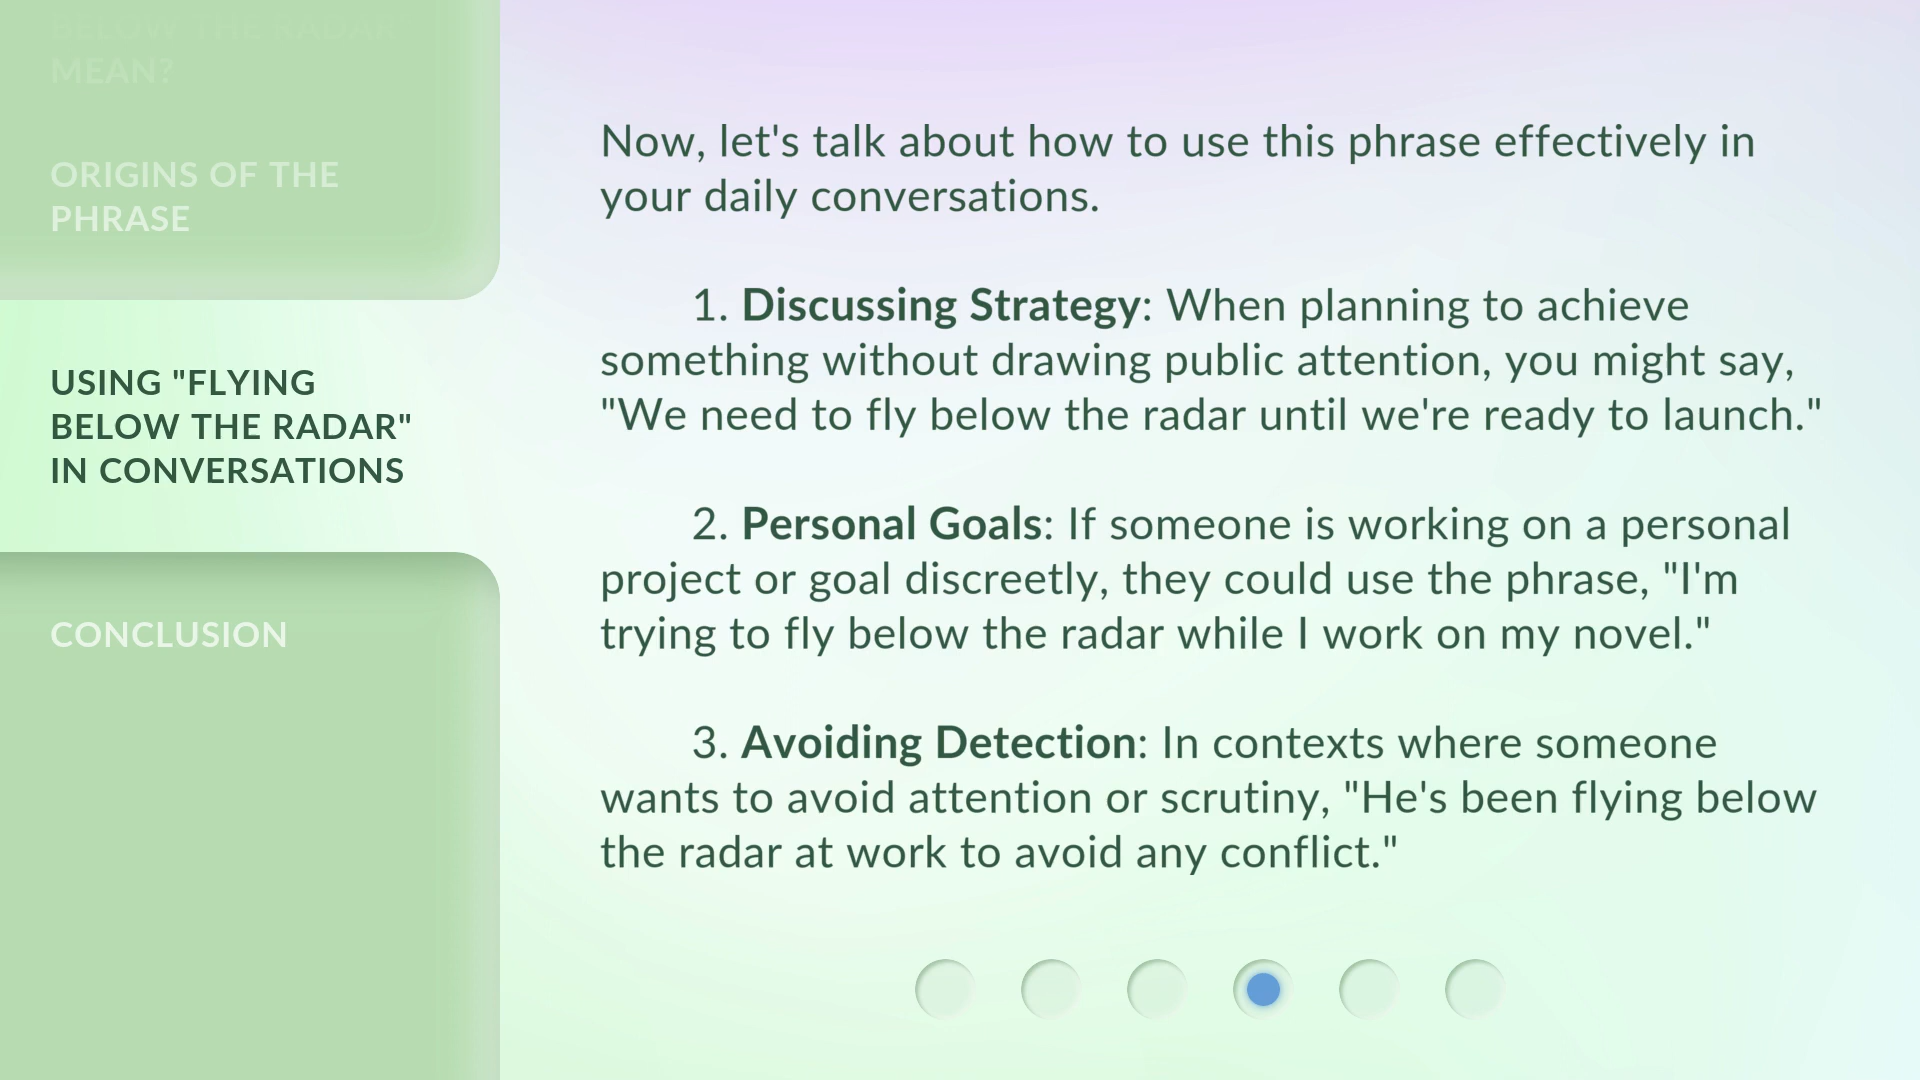 BELOW THE RADAR
MEAN?
ORIGINS OF THE
PHRASE
USING "FLYING
BELOW THE RADAR"
IN CONVERSATIONS
CONCLUSION
Now, let's talk about how to use this phrase effectively in
your daily conversations.
1. Discussing Strategy: When planning to achieve
something without drawing public attention, you might say,
"We need to fly below the radar until we're ready to launch."
2. Personal Goals: If someone is working on a personal
project or goal discreetly, they could use the phrase, "I'm
trying to fly below the radar while I work on my novel."
3. Avoiding Detection: In contexts where someone
wants to avoid attention or scrutiny, "He's been flying below
the radar at work to avoid any conflict."